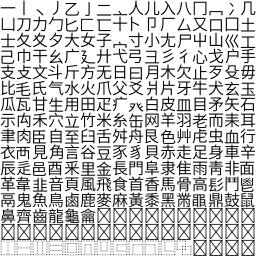 一丨丶丿乙亅二亠人儿入八冂冖冫几
凵刀力勹匕匚匸十卜卩厂厶又口囗土
士夂夊夕大女子宀寸小尢尸屮山巛工
己巾干幺广廴廾弋弓彐彡彳心戈戶手
支攴文斗斤方无日曰月木欠止歹殳毋
比毛氏气水火爪父爻爿片牙牛犬玄玉
瓜瓦甘生用田疋疒癶白皮皿目矛矢石
示禸禾穴立竹米糸缶网羊羽老而耒耳
聿肉臣自至臼舌舛舟艮色艸虍虫血行
衣襾見角言谷豆豕豸貝赤走足身車辛
辰辵邑酉釆里金長門阜隶隹雨靑非面
革韋韭音頁風飛食首香馬骨高髟鬥鬯
鬲鬼魚鳥鹵鹿麥麻黃黍黑黹黽鼎鼓鼠
鼻齊齒龍龜龠